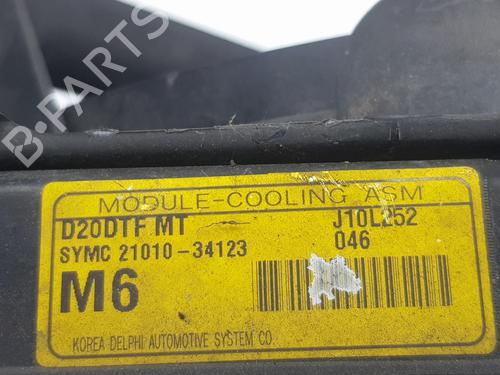 B-PARTS
MODULE-COOLING ASM
D20DTF MT J10L252
SYMC 21010-34123 046
M6
KOREA DELPHI AUTOMOTIVE SYSTEM CO